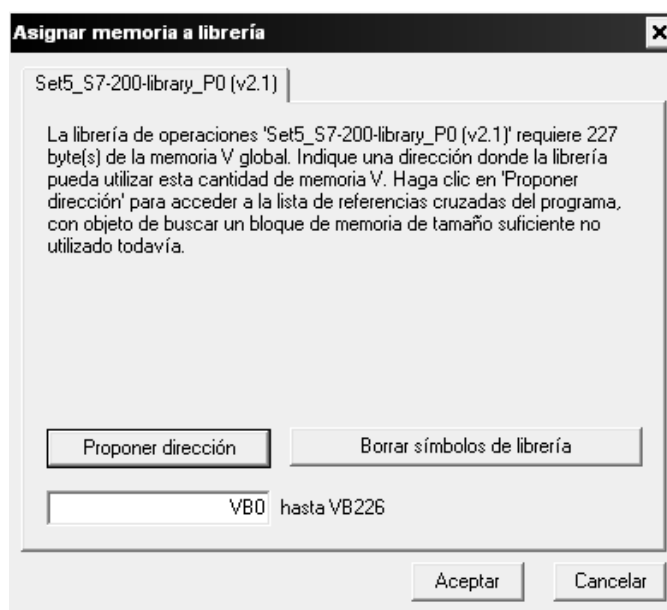 Asignar memoria a librería
Set5_S7-200-library_P0 (v2.1)
La librería de operaciones 'Set5_S7-200-library_P0 (v2.1)' requiere 227
byte(s) de la memoria V global. Indique una dirección donde la librería
pueda utilizar esta cantidad de memoria V. Haga clic en 'Proponer
dirección' para acceder a la lista de referencias cruzadas del programa,
con objeto de buscar un bloque de memoria de tamaño suficiente no
utilizado todavía.
Proponer dirección
Borrar símbolos de librería
VB0 hasta VB226
Aceptar
Cancelar